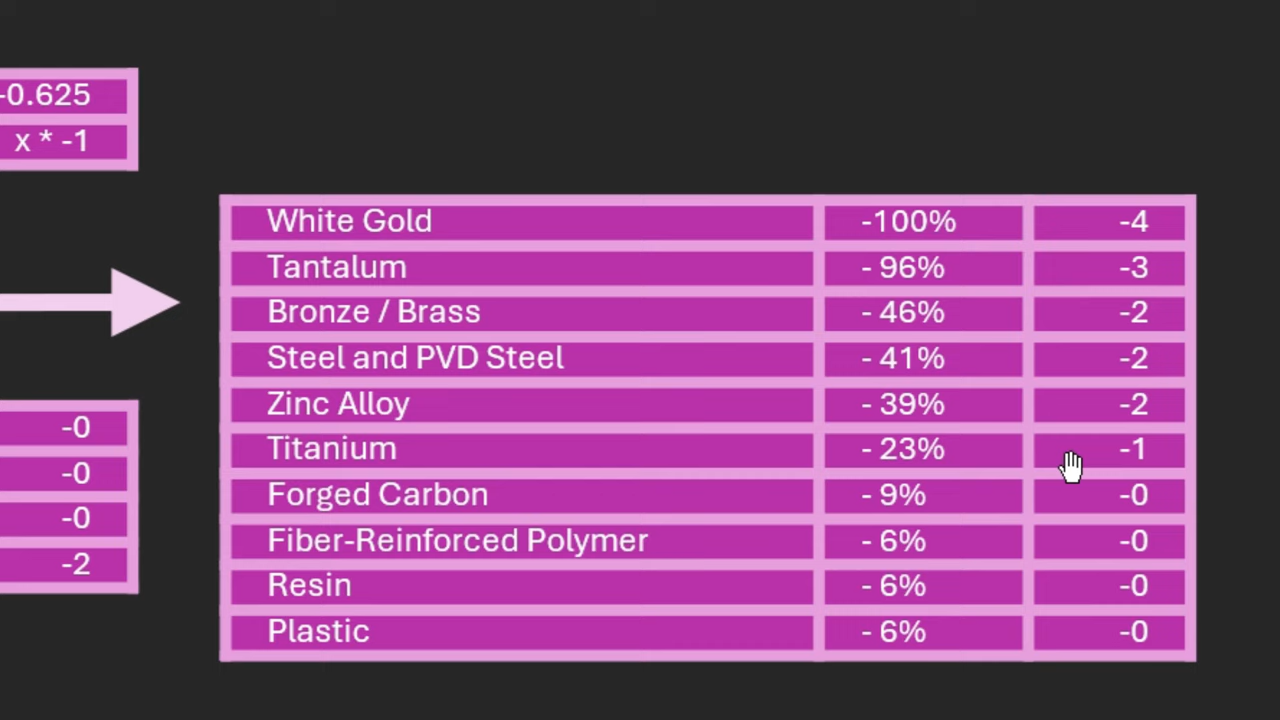 -0.625
x * -1
White Gold -100% -4
Tantalum - 96% -3
Bronze / Brass - 46% -2
Steel and PVD Steel - 41% -2
Zinc Alloy - 39% -2
Titanium - 23% -1
Forged Carbon - 9% -0
Fiber-Reinforced Polymer - 6% -0
Resin - 6% -0
Plastic - 6% -0
-0
-0
-0
-2